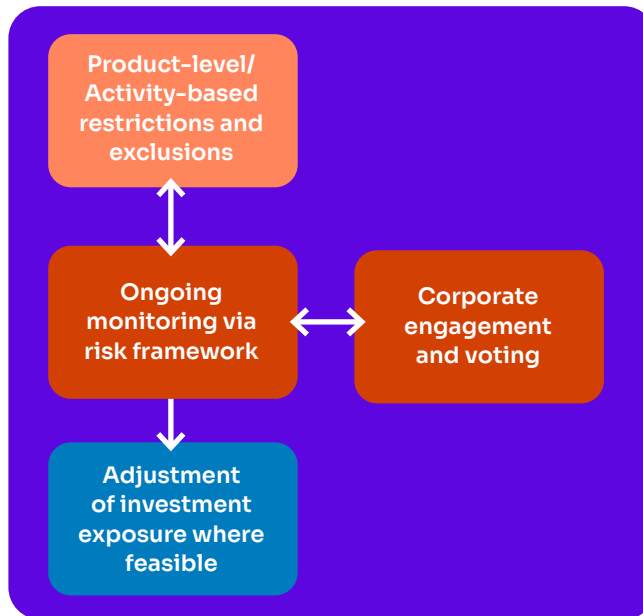 Product-level/
Activity-based
restrictions and
exclusions
Ongoing
monitoring via
risk framework
Corporate
engagement
and voting
Adjustment
of investment
exposure where
feasible